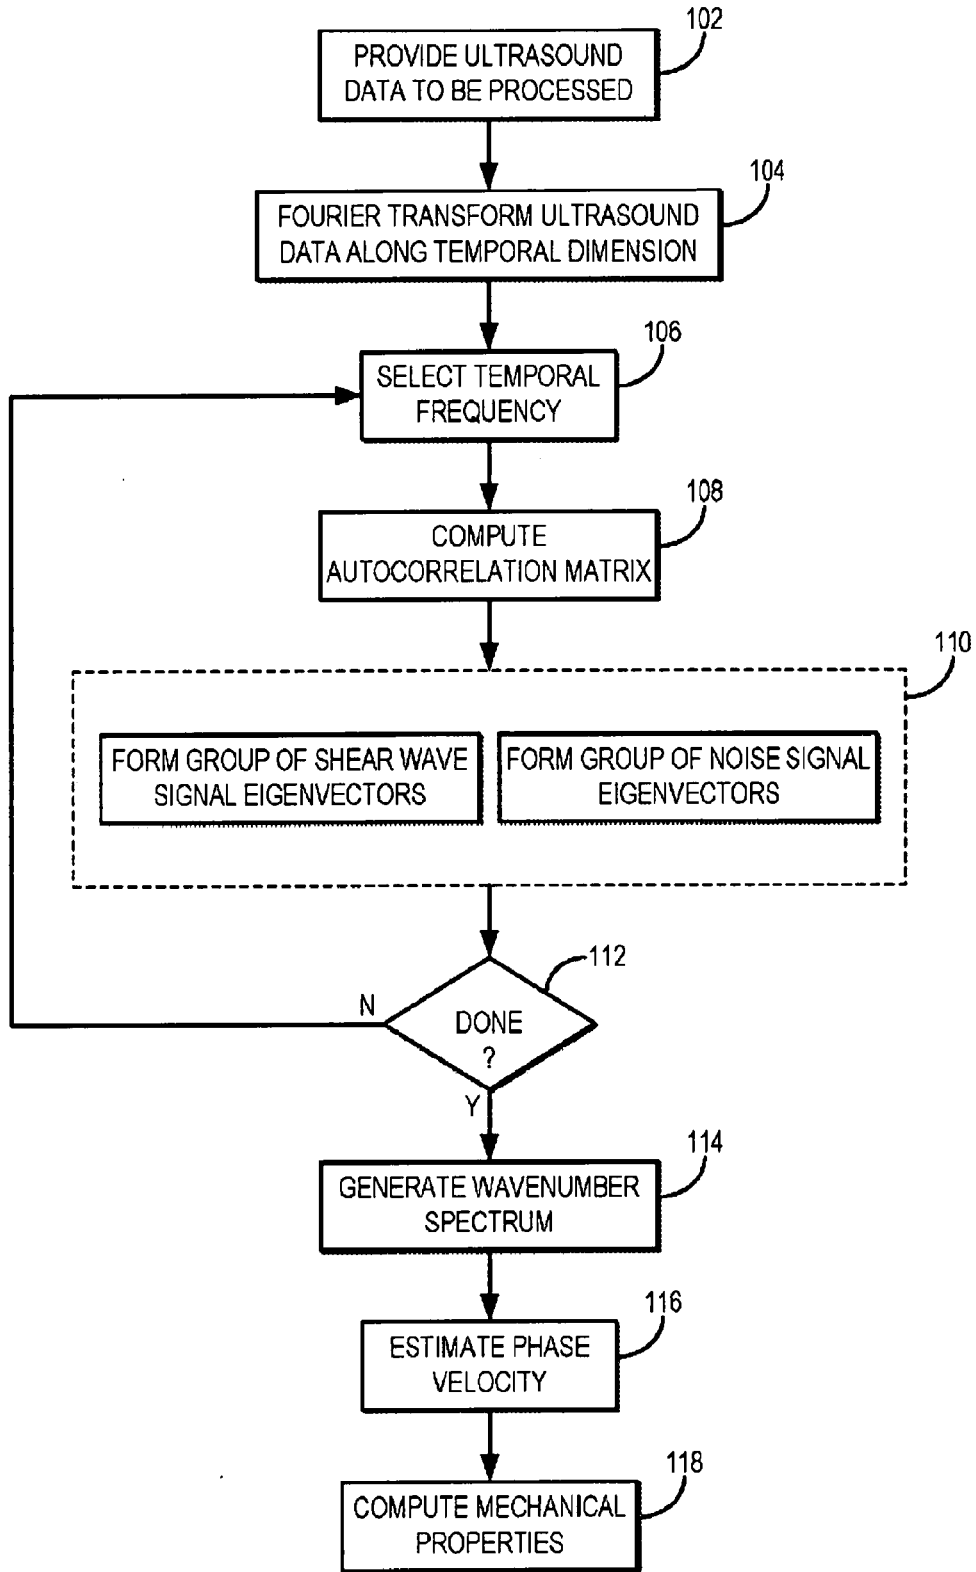 102
PROVIDE ULTRASOUND
DATA TO BE PROCESSED
104
FOURIER TRANSFORM ULTRASOUND
DATA ALONG TEMPORAL DIMENSION
106
SELECT TEMPORAL
FREQUENCY
108
COMPUTE
AUTOCORRELATION MATRIX
110
FORM GROUP OF SHEAR WAVE
SIGNAL EIGENVECTORS
FORM GROUP OF NOISE SIGNAL
EIGENVECTORS
112
N
DONE
?
Y
114
GENERATE WAVENUMBER
SPECTRUM
116
ESTIMATE PHASE
VELOCITY
118
COMPUTE MECHANICAL
PROPERTIES